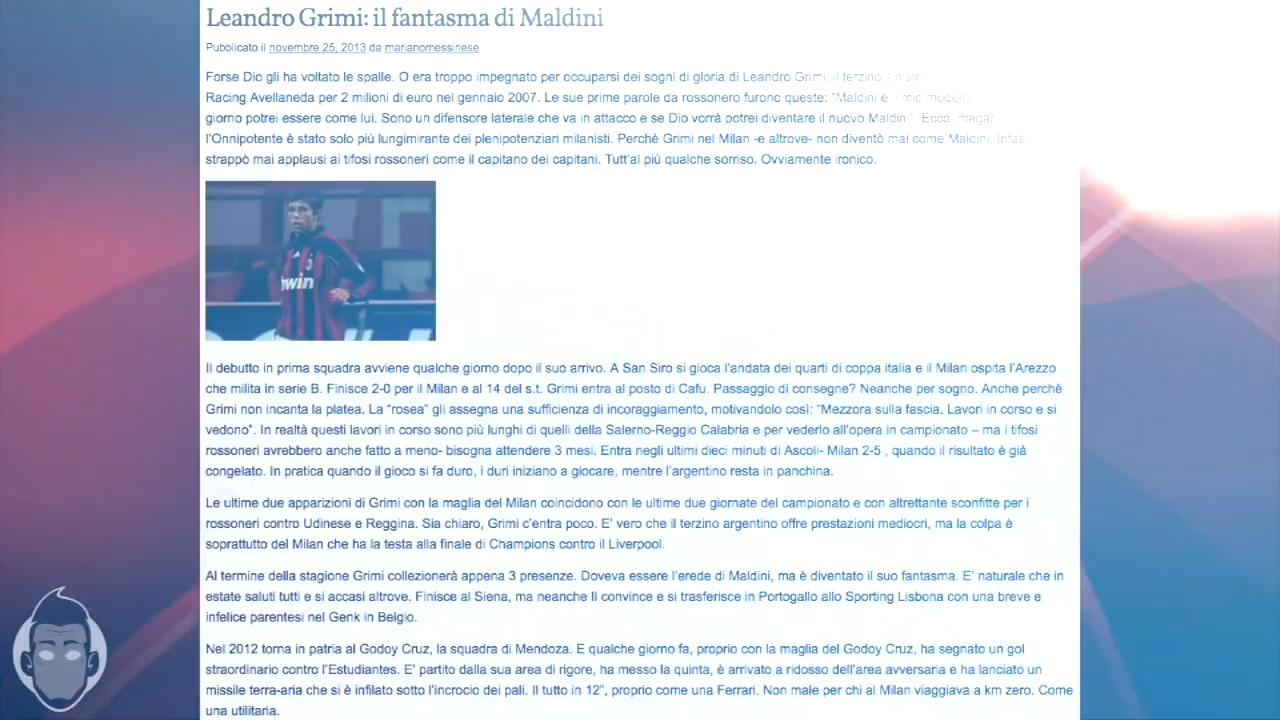 Leandro Grimi: il fantasma di Maldini
Pubblicato il novembre 25, 2013 da marianomessinese
Forse Dio gli ha voltato le spalle. O era troppo impegnato per occuparsi dei sogni di gloria di Leandro Grimi, il terzino sinistro
Racing Avellaneda per 2 milioni di euro nel gennaio 2007. Le sue prime parole da rossonero furono queste: "Maldini è il mio modello,
giorno potrei essere come lui. Sono un difensore laterale che va in attacco e se Dio vorrà potrei diventare il nuovo Maldini". Ecco, magari
l'Onnipotente è stato solo più lungimirante dei plenipotenziari milanisti. Perchè Grimi nel Milan -e altrove- non diventò mai come Maldini. Infatti
strappò mai applausi ai tifosi rossoneri come il capitano dei capitani. Tutt'al più qualche sorriso. Ovviamente ironico.
bwin
Il debutto in prima squadra avviene qualche giorno dopo il suo arrivo. A San Siro si gioca l'andata dei quarti di coppa italia e il Milan ospita l'Arezzo
che milita in serie B. Finisce 2-0 per il Milan e al 14 del s.t. Grimi entra al posto di Cafu. Passaggio di consegne? Neanche per sogno. Anche perchè
Grimi non incanta la platea. La "rosea" gli assegna una sufficienza di incoraggiamento, motivandolo così: "Mezzora sulla fascia. Lavori in corso e si
vedono". In realtà questi lavori in corso sono più lunghi di quelli della Salerno-Reggio Calabria e per vederlo all'opera in campionato – ma i tifosi
rossoneri avrebbero anche fatto a meno- bisogna attendere 3 mesi. Entra negli ultimi dieci minuti di Ascoli- Milan 2-5 , quando il risultato è già
congelato. In pratica quando il gioco si fa duro, i duri iniziano a giocare, mentre l'argentino resta in panchina.
Le ultime due apparizioni di Grimi con la maglia del Milan coincidono con le ultime due giornate del campionato e con altrettante sconfitte per i
rossoneri contro Udinese e Reggina. Sia chiaro, Grimi c'entra poco. E' vero che il terzino argentino offre prestazioni mediocri, ma la colpa è
soprattutto del Milan che ha la testa alla finale di Champions contro il Liverpool.
Al termine della stagione Grimi collezionerà appena 3 presenze. Doveva essere l'erede di Maldini, ma è diventato il suo fantasma. E' naturale che in
estate saluti tutti e si accasi altrove. Finisce al Siena, ma neanche lì convince e si trasferisce in Portogallo allo Sporting Lisbona con una breve e
infelice parentesi nel Genk in Belgio.
Nel 2012 torna in patria al Godoy Cruz, la squadra di Mendoza. E qualche giorno fa, proprio con la maglia del Godoy Cruz, ha segnato un gol
straordinario contro l'Estudiantes. E' partito dalla sua area di rigore, ha messo la quinta, è arrivato a ridosso dell'area avversaria e ha lanciato un
missile terra-aria che si è infilato sotto l'incrocio dei pali. Il tutto in 12", proprio come una Ferrari. Non male per chi al Milan viaggiava a km zero. Come
una utilitaria.